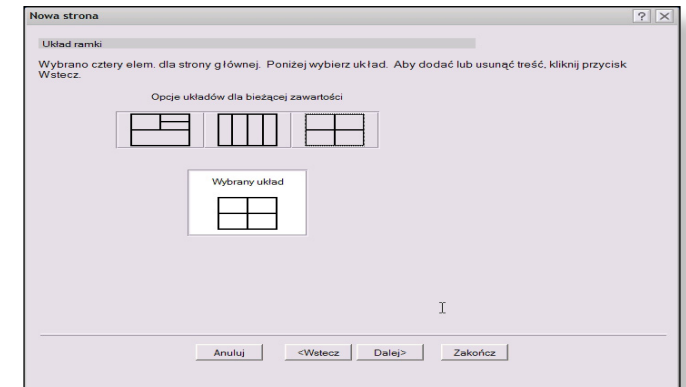 Nowa strona
Układ ramki
Wybrano cztery elem. dla strony głównej. Poniżej wybierz układ. Aby dodać lub usunąć treść, kliknij przycisk
Wstecz.
Opcje układów dla bieżącej zawartości
Wybrany układ
Anuluj <Wstecz Dalej> Zakończ